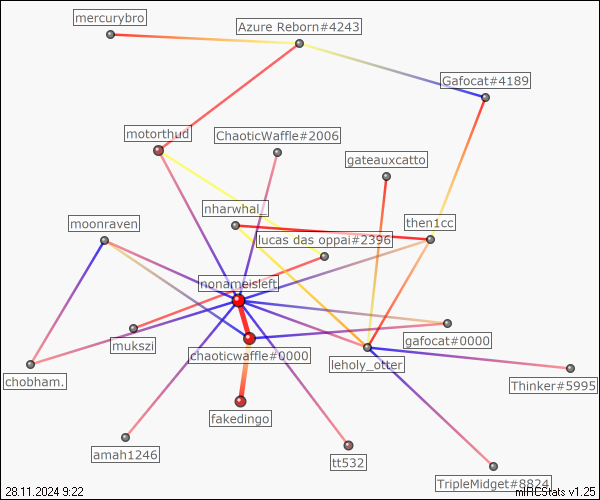 mercurybro
Azure Reborn#4243
Gafocat#4189
motorthud
ChaoticWaffle#2006
gateauxcatto
nharwhal_
moonraven
then1cc
lucas das oppai#2396
nonameisleft
mukszi
gafocat#0000
chaoticwaffle#0000
leholy_otter
chobham.
Thinker#5995
fakedingo
amah1246
tt532
TripleMidget#8824
28.11.2024 9:22
mIRCStats v1.25